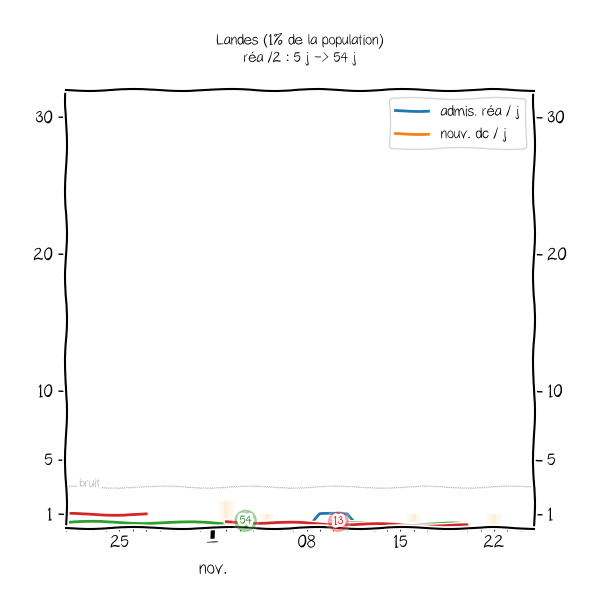 Landes (1% de la population)
réa /2 : 5 j -> 54 j
admis. réa / j
nouv. dc / j
30
30
20
20
10
10
5
5
bruit
1
1
54
13
25
1
08
15
22
nov.